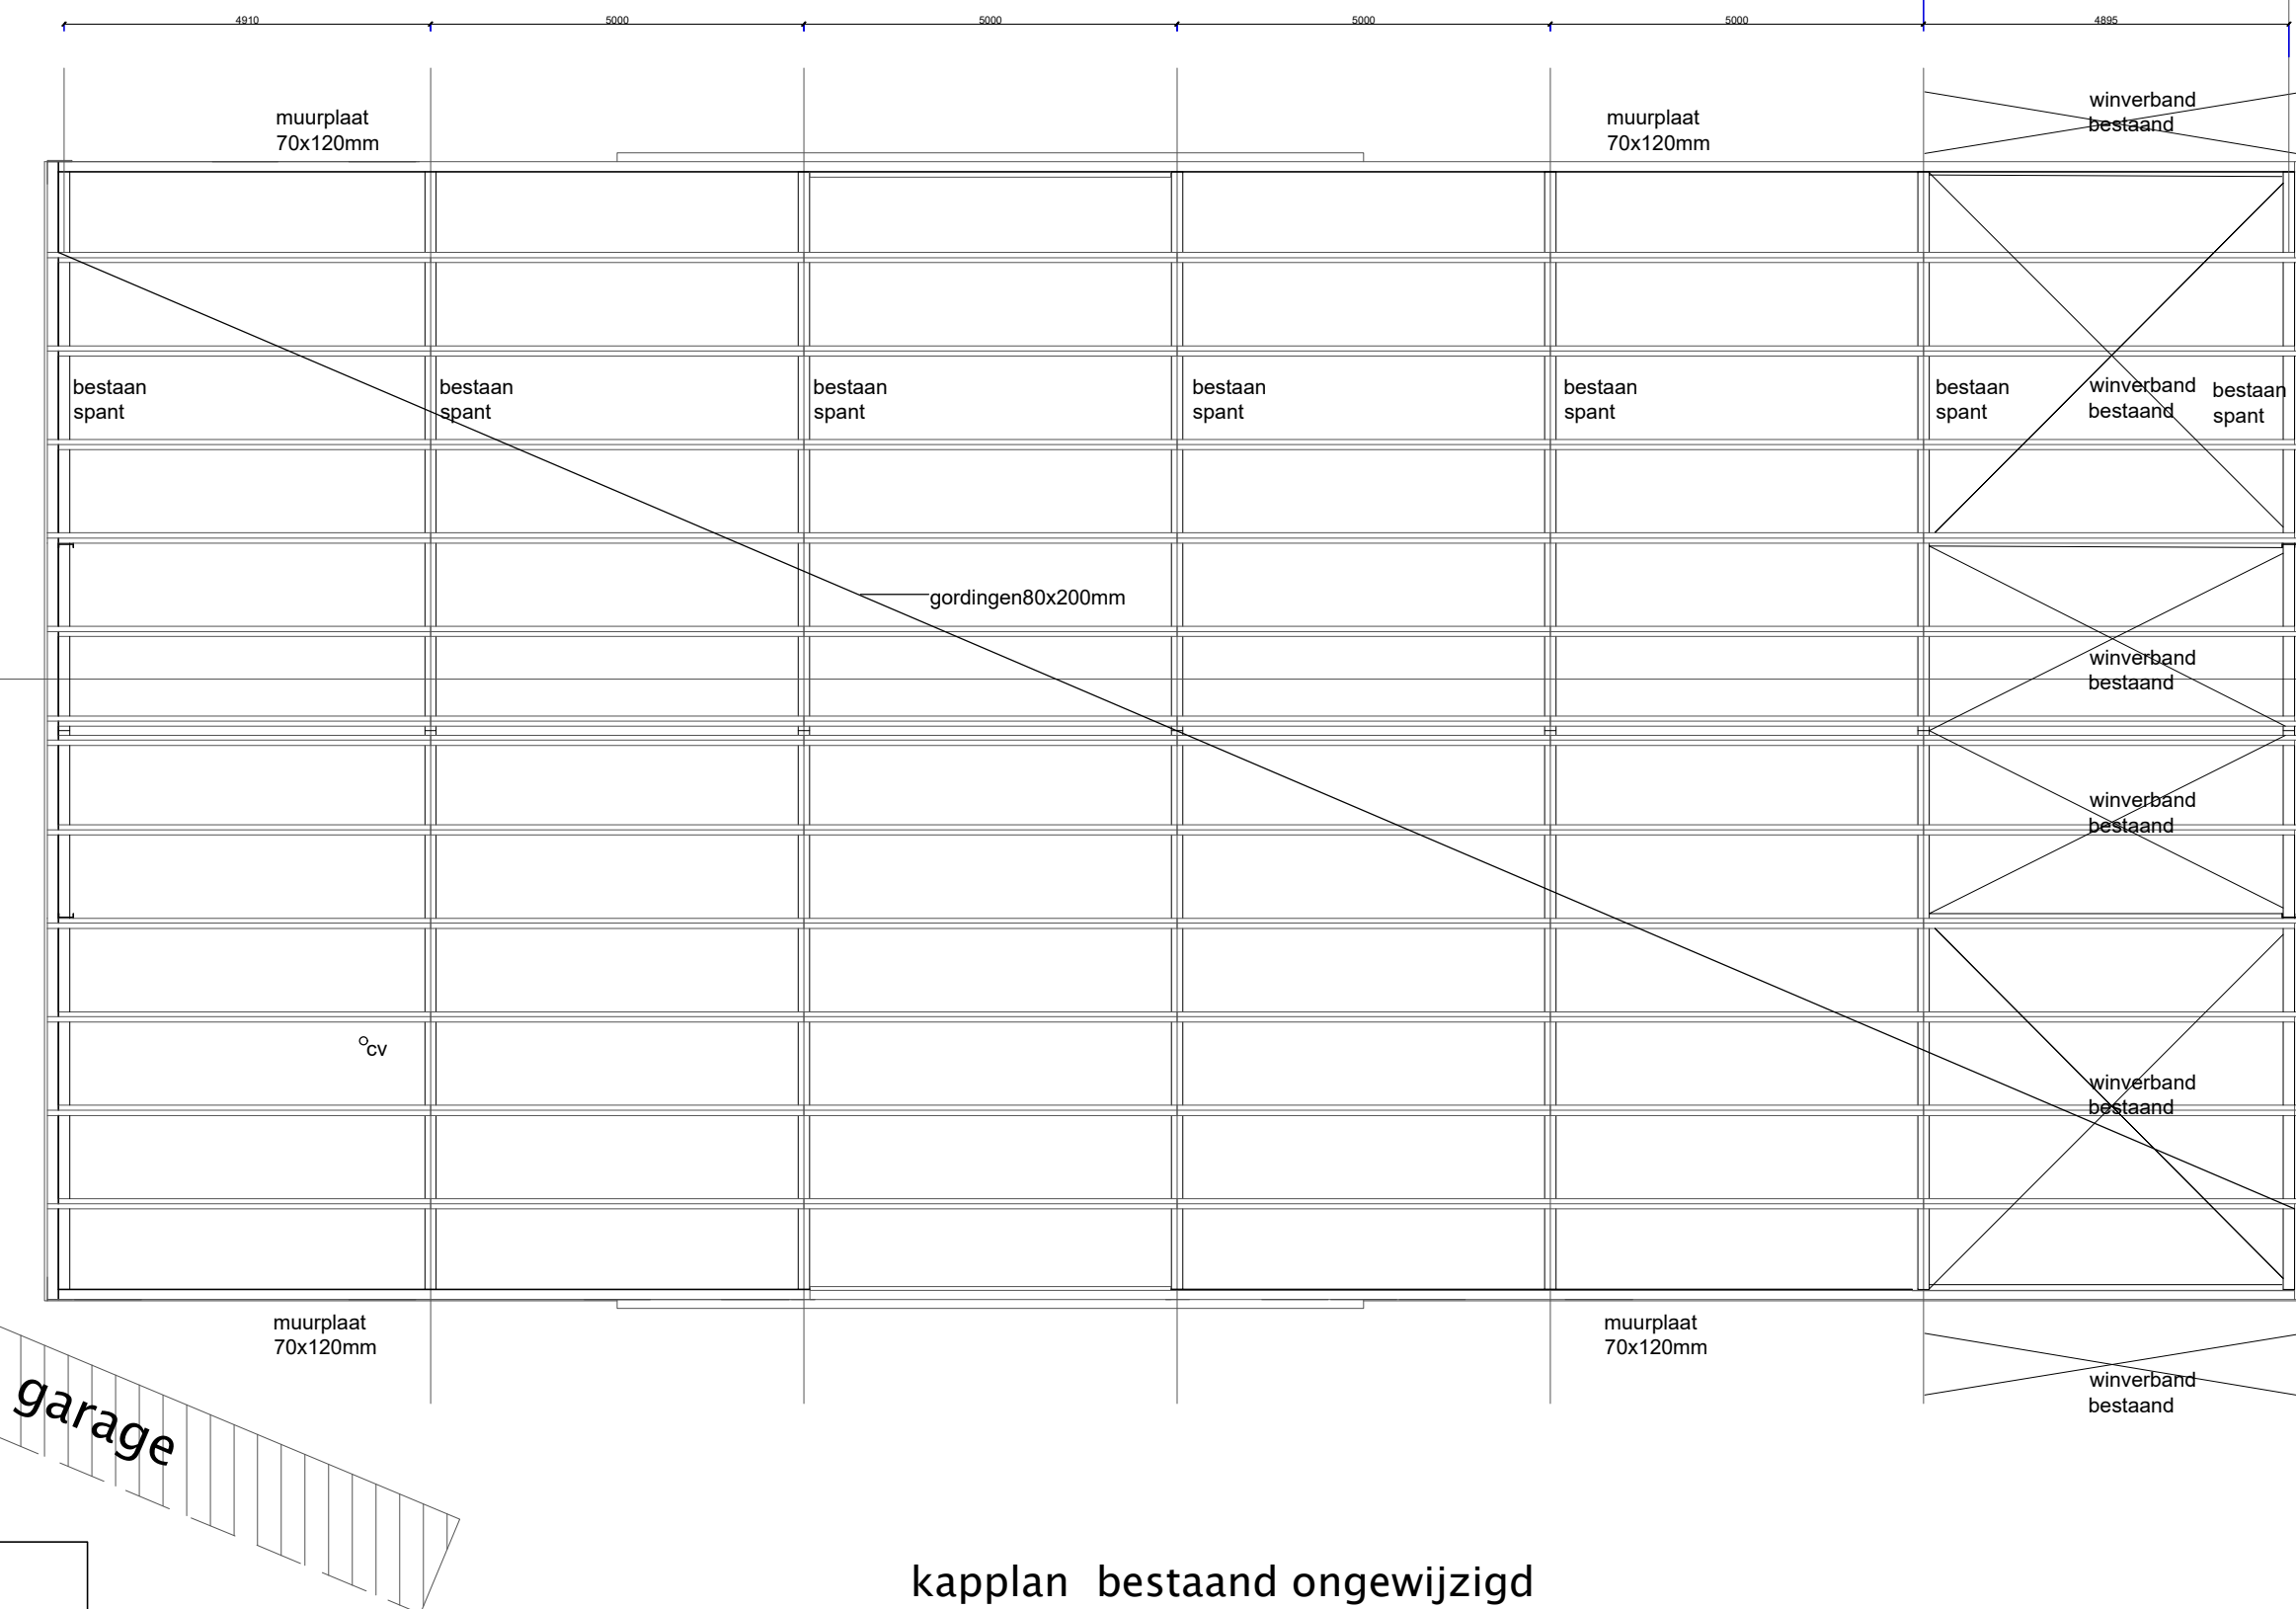 4910 5000 5000 5000 5000 4895
muurplaat
70x120mm
muurplaat
70x120mm
winverband
bestaand
bestaan
spant
bestaan
spant
bestaan
spant
bestaan
spant
bestaan
spant
bestaan
spant
winverband
bestaand
bestaan
spant
gordingen80x200mm
winverband
bestaand
winverband
bestaand
cv
winverband
bestaand
muurplaat
70x120mm
muurplaat
70x120mm
winverband
bestaand
garage
kapplan bestaand ongewijzigd